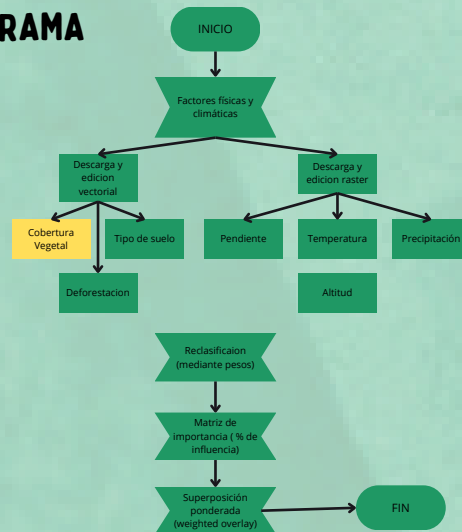 RAMA
INICIO
Factores físicas y
climáticas
Descarga y
edicion
vectorial
Descarga y
edicion raster
Cobertura
Vegetal
Tipo de suelo
Pendiente
Temperatura
Precipitación
Deforestacion
Altitud
Reclasificaion
(mediante pesos)
Matriz de
importancia ( % de
influencia)
Superposición
ponderada
(weighted overlay)
FIN